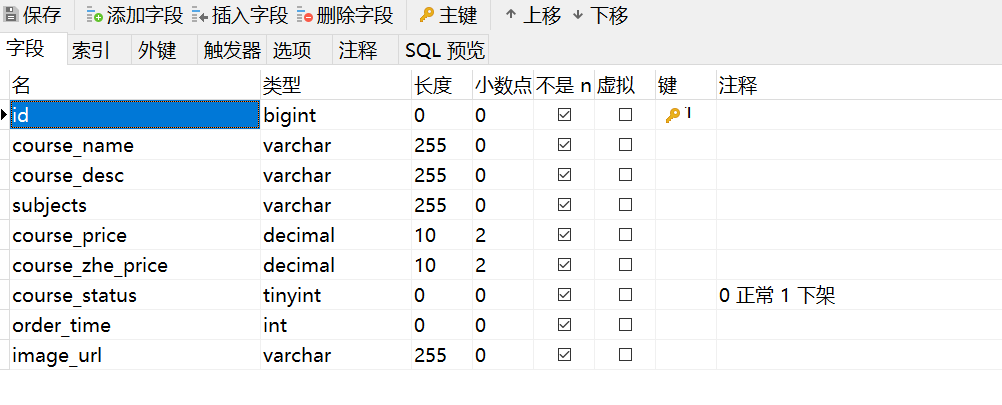 保存 添加字段 插入字段 删除字段 主键 上移 下移
字段 索引 外键 触发器 选项 注释 SQL 预览
名 类型 长度 小数点 不是 n 虚拟 键 注释
id bigint 0 0 1
course_name varchar 255 0
course_desc varchar 255 0
subjects varchar 255 0
course_price decimal 10 2
course_zhe_price decimal 10 2
course_status tinyint 0 0 0 正常 1 下架
order_time int 0 0
image_url varchar 255 0